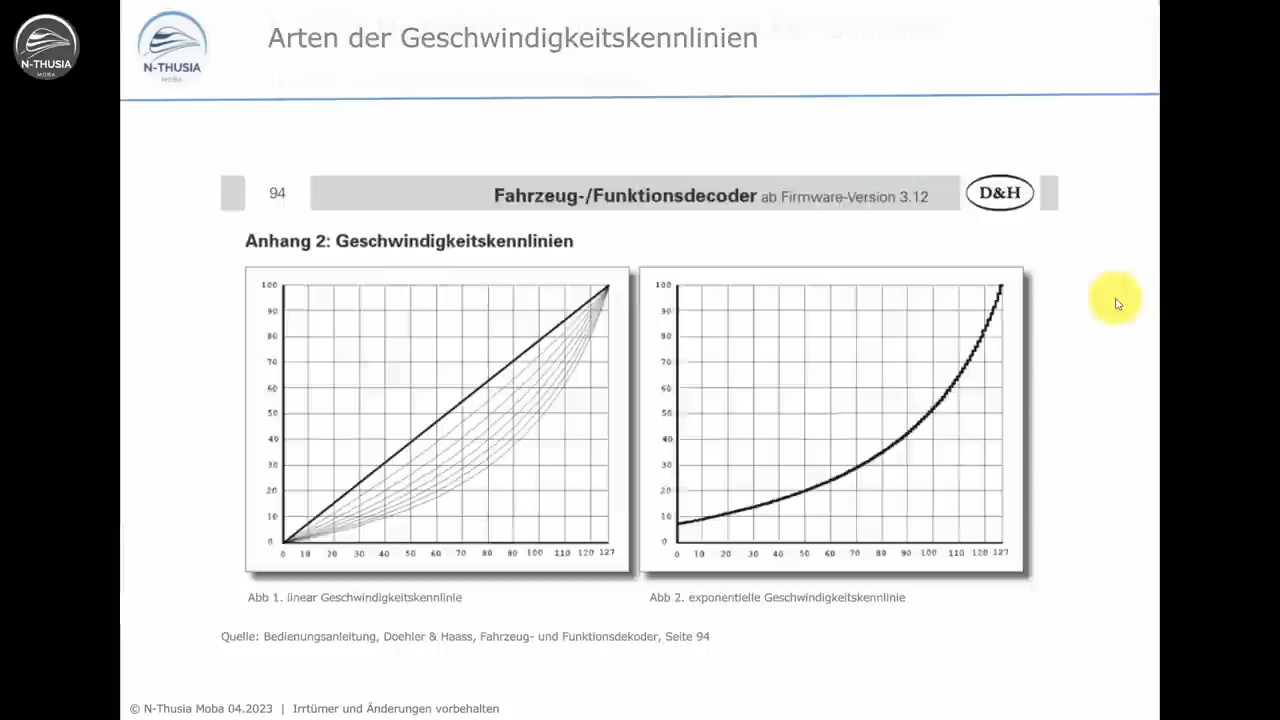 N-THUSIA
MOBA
N-THUSIA
MOBA
Arten der Geschwindigkeitskennlinien
94
Fahrzeug-/Funktionsdecoder ab Firmware-Version 3.12
D&H
Anhang 2: Geschwindigkeitskennlinien
100
90
80
70
60
50
40
30
20
10
0
0 10 20 30 40 50 60 70 80 90 100 110 120 127
100
90
80
70
60
50
40
30
20
10
0
0 10 20 30 40 50 60 70 80 90 100 110 120 127
Abb 1. linear Geschwindigkeitskennlinie
Abb 2. exponentielle Geschwindigkeitskennlinie
Quelle: Bedienungsanleitung, Doehler & Haass, Fahrzeug- und Funktionsdekoder, Seite 94
© N-Thusia Moba 04.2023 | Irrtümer und Änderungen vorbehalten